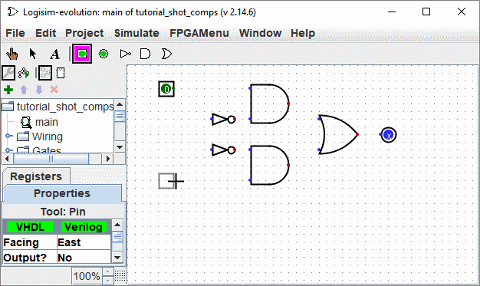 Logisim-evolution: main of tutorial_shot_comps (v 2.14.6)
File Edit Project Simulate FPGAMenu Window Help
A
tutorial_shot_comps
main
Wiring
Gates
Registers
Properties
Tool: Pin
VHDL Verilog
Facing East
Output? No
100%
0
x